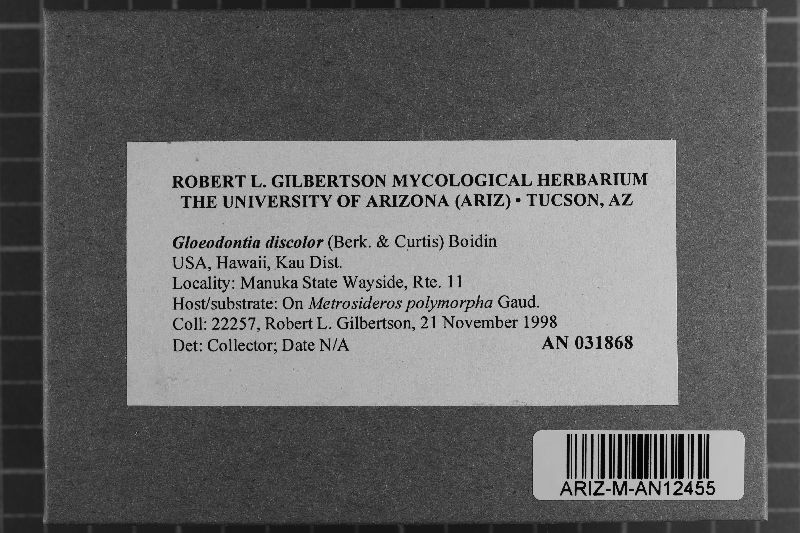 ROBERT L. GILBERTSON MYCOLOGICAL HERBARIUM
THE UNIVERSITY OF ARIZONA (ARIZ) • TUCSON, AZ
Gloeodontia discolor (Berk. & Curtis) Boidin
USA, Hawaii, Kau Dist.
Locality: Manuka State Wayside, Rte. 11
Host/substrate: On Metrosideros polymorpha Gaud.
Coll: 22257, Robert L. Gilbertson, 21 November 1998
Det: Collector; Date N/A AN 031868
ARIZ-M-AN12455